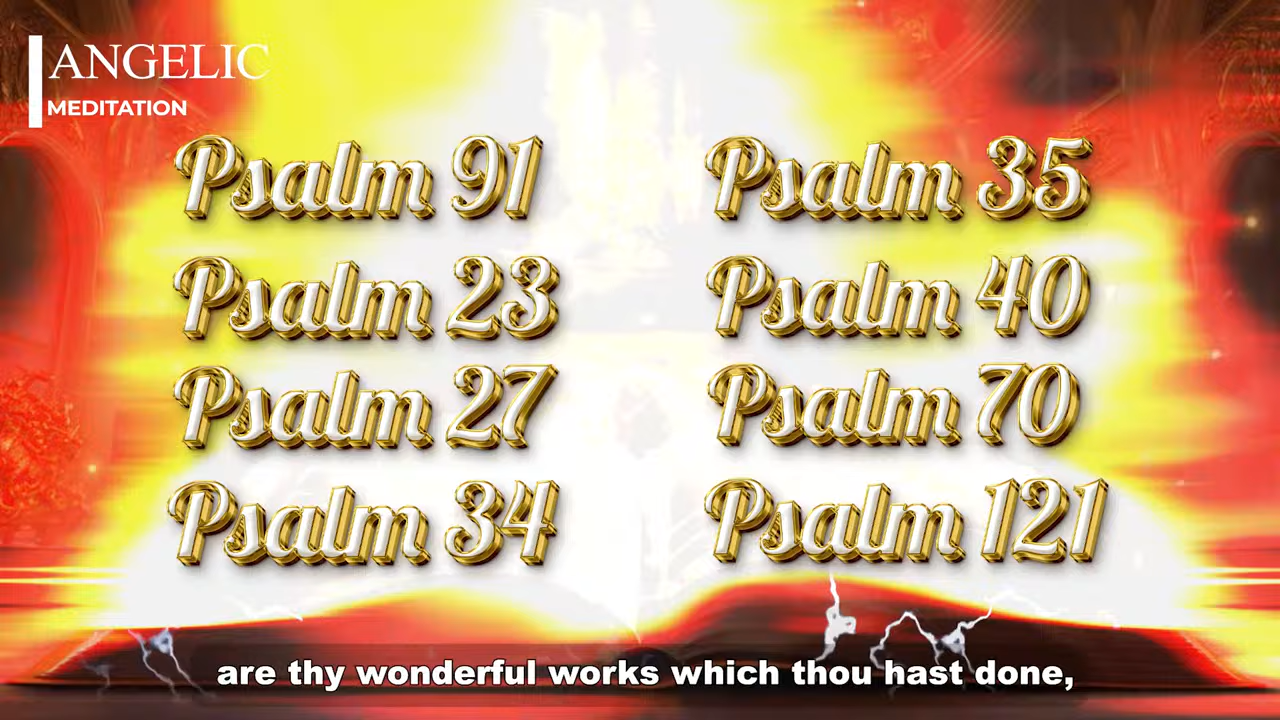 ANGELIC
MEDITATION
Psalm 91
Psalm 23
Psalm 27
Psalm 34
Psalm 35
Psalm 40
Psalm 70
Psalm 121
are thy wonderful works which thou hast done,